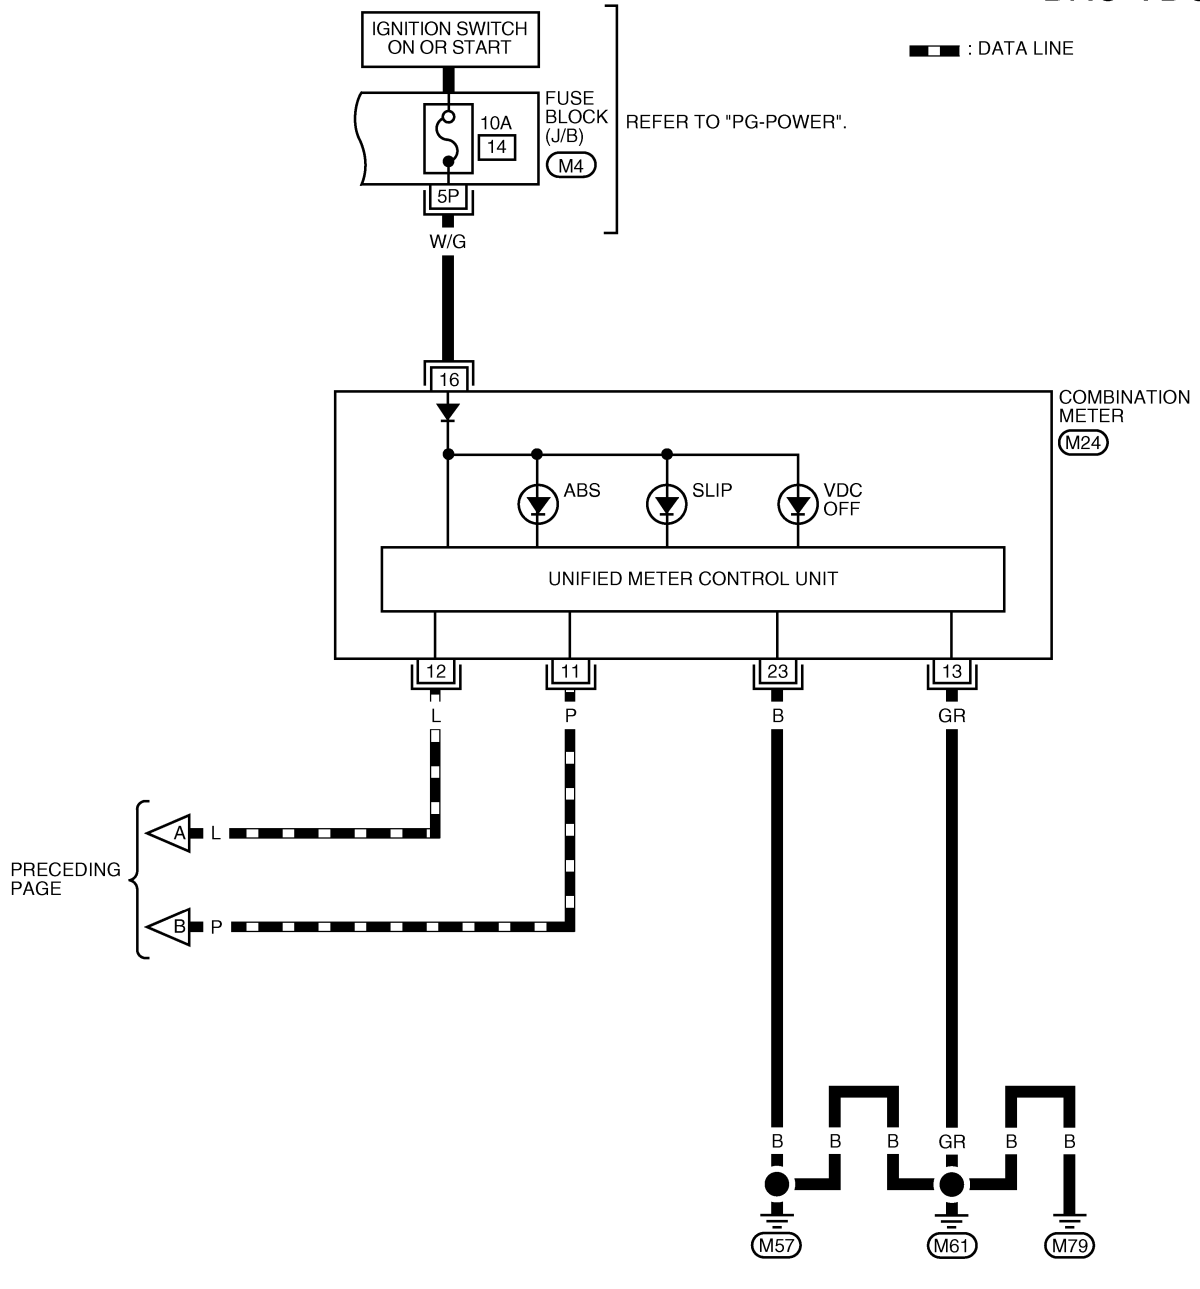 IGNITION SWITCH
ON OR START
: DATA LINE
FUSE
BLOCK
(J/B)
M4
10A
14
REFER TO "PG-POWER".
5P
W/G
16
COMBINATION
METER
M24
ABS
SLIP
VDC
OFF
UNIFIED METER CONTROL UNIT
12
11
23
13
L
P
B
GR
A
L
PRECEDING
PAGE
B
P
B
B
B
GR
B
B
M57
M61
M79